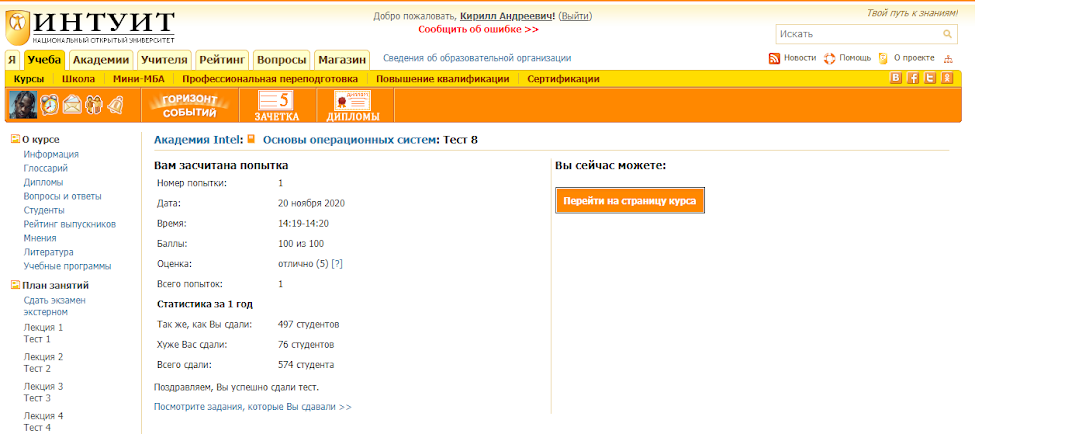 ИНТУИТ
НАЦИОНАЛЬНЫЙ ОТКРЫТЫЙ УНИВЕРСИТЕТ
Добро пожаловать, Кирилл Андреевич! (Выйти)
Сообщить об ошибке >>
Твой путь к знаниям!
Искать
Я Учеба Академии Учителя Рейтинг Вопросы Магазин Сведения об образовательной организации Новости Помощь О проекте
Курсы Школа Мини-МБА Профессиональная переподготовка Повышение квалификации Сертификации
ГОРИЗОНТ СОБЫТИЙ
5 ЗАЧЕТКА
ДИПЛОМ
ДИПЛОМЫ
О курсе
Информация
Глоссарий
Дипломы
Вопросы и ответы
Студенты
Рейтинг выпускников
Мнения
Литература
Учебные программы
План занятий
Сдать экзамен
экстерном
Лекция 1
Тест 1
Лекция 2
Тест 2
Лекция 3
Тест 3
Лекция 4
Тест 4
Академия Intel: Основы операционных систем: Тест 8
Вам засчитана попытка
Номер попытки: 1
Дата: 20 ноября 2020
Время: 14:19-14:20
Баллы: 100 из 100
Оценка: отлично (5) [?]
Всего попыток: 1
Статистика за 1 год
Так же, как Вы сдали: 497 студентов
Хуже Вас сдали: 76 студентов
Всего сдали: 574 студента
Поздравляем, Вы успешно сдали тест.
Посмотрите задания, которые Вы сдавали >>
Вы сейчас можете:
Перейти на страницу курса